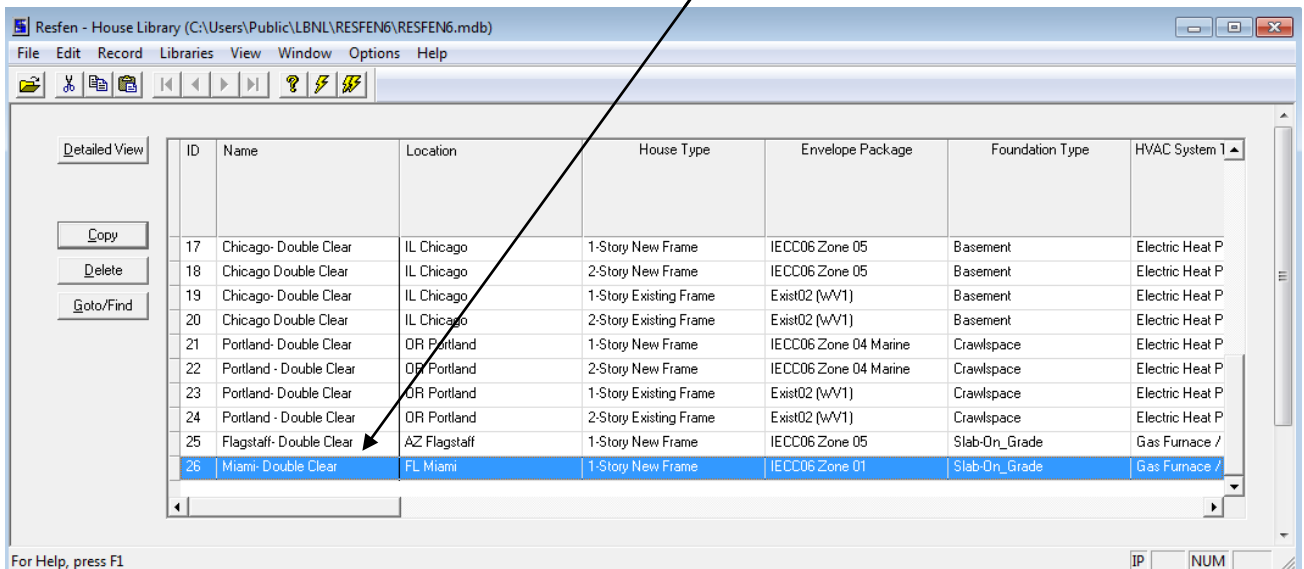 Resfen - House Library (C:\Users\Public\LBNL\RESFEN6\RESFEN6.mdb)
File Edit Record Libraries View Window Options Help
Detailed View
Copy
Delete
Goto/Find
ID Name Location House Type Envelope Package Foundation Type HVAC System T
17 Chicago- Double Clear IL Chicago 1-Story New Frame IECC06 Zone 05 Basement Electric Heat P
18 Chicago Double Clear IL Chicago 2-Story New Frame IECC06 Zone 05 Basement Electric Heat P
19 Chicago- Double Clear IL Chicago 1-Story Existing Frame Exist02 (WV1) Basement Electric Heat P
20 Chicago Double Clear IL Chicago 2-Story Existing Frame Exist02 (WV1) Basement Electric Heat P
21 Portland- Double Clear OR Portland 1-Story New Frame IECC06 Zone 04 Marine Crawlspace Electric Heat P
22 Portland - Double Clear OR Portland 2-Story New Frame IECC06 Zone 04 Marine Crawlspace Electric Heat P
23 Portland- Double Clear OR Portland 1-Story Existing Frame Exist02 (WV1) Crawlspace Electric Heat P
24 Portland - Double Clear OR Portland 2-Story Existing Frame Exist02 (WV1) Crawlspace Electric Heat P
25 Flagstaff- Double Clear AZ Flagstaff 1-Story New Frame IECC06 Zone 05 Slab-On_Grade Gas Furnace /
26 Miami- Double Clear FL Miami 1-Story New Frame IECC06 Zone 01 Slab-On_Grade Gas Furnace /
For Help, press F1 IP NUM